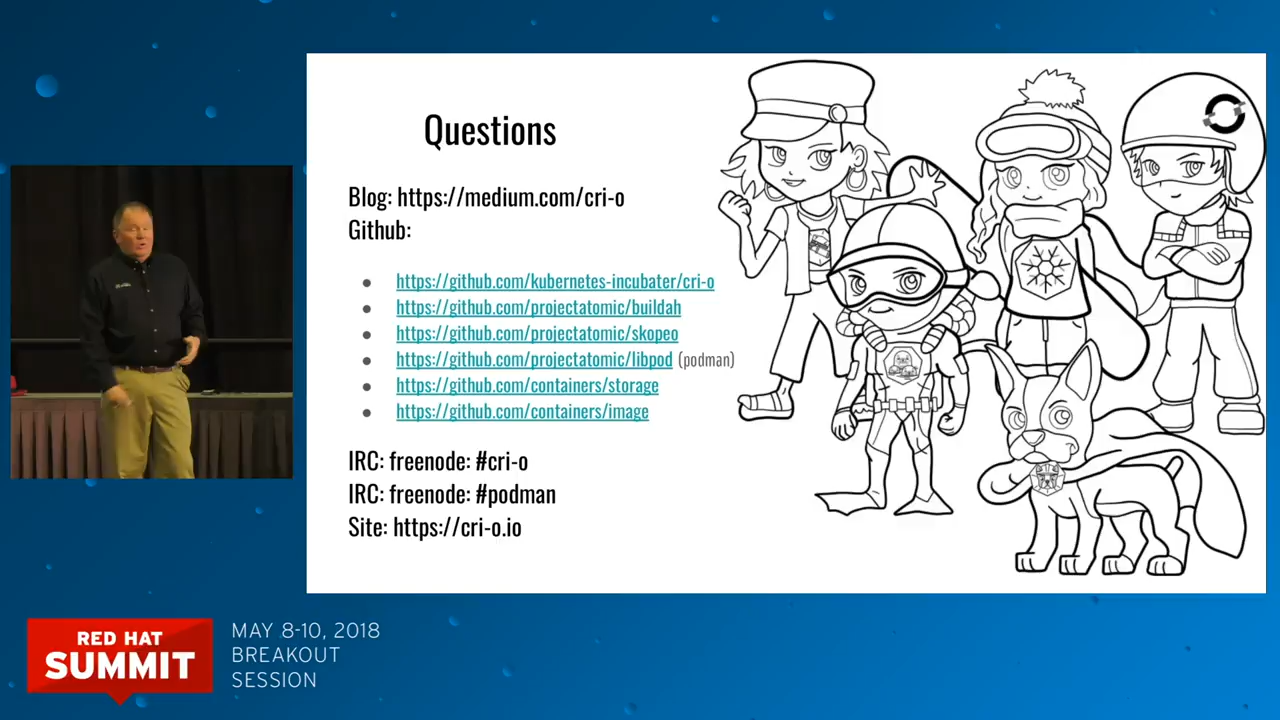 Questions
Blog: https://medium.com/cri-o
Github:
https://github.com/kubernetes-incubater/cri-o
https://github.com/projectatomic/buildah
https://github.com/projectatomic/skopeo
https://github.com/projectatomic/libpod (podman)
https://github.com/containers/storage
https://github.com/containers/image
IRC: freenode: #cri-o
IRC: freenode: #podman
Site: https://cri-o.io
RED HAT
SUMMIT
MAY 8-10, 2018
BREAKOUT
SESSION